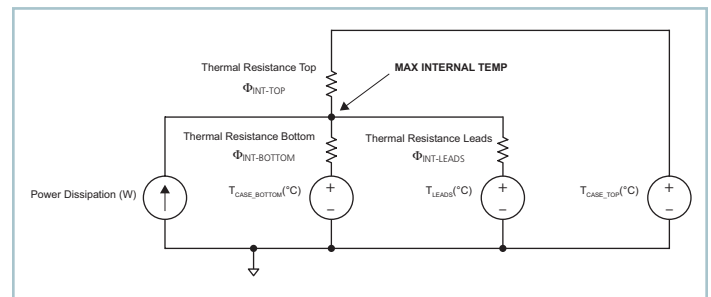 Thermal Resistance Top
ΦINT-TOP
MAX INTERNAL TEMP
Thermal Resistance Bottom
ΦINT-BOTTOM
Thermal Resistance Leads
ΦINT-LEADS
Power Dissipation (W)
TCASE_BOTTOM(°C)
+
–
TLEADS(°C)
+
–
TCASE_TOP(°C)
+
–